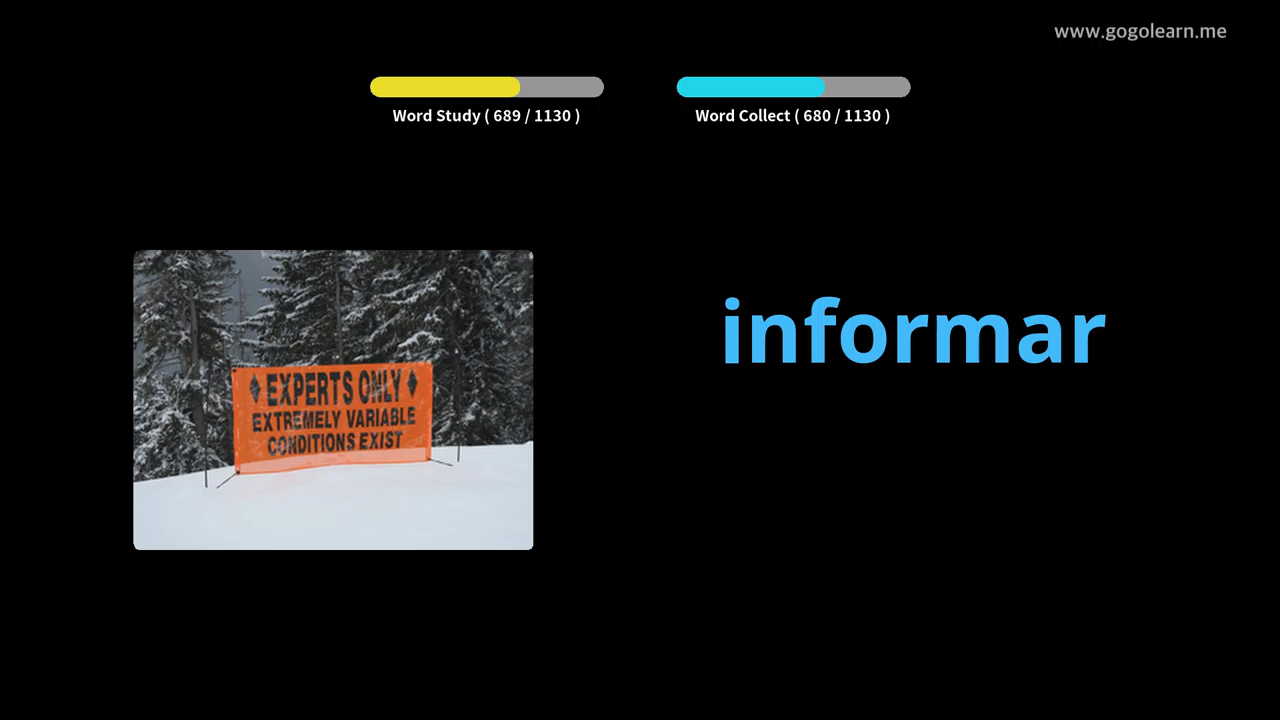 www.gogolearn.me
Word Study ( 689 / 1130 )
Word Collect ( 680 / 1130 )
EXPERTS ONLY
EXTREMELY VARIABLE
CONDITIONS EXIST
informar